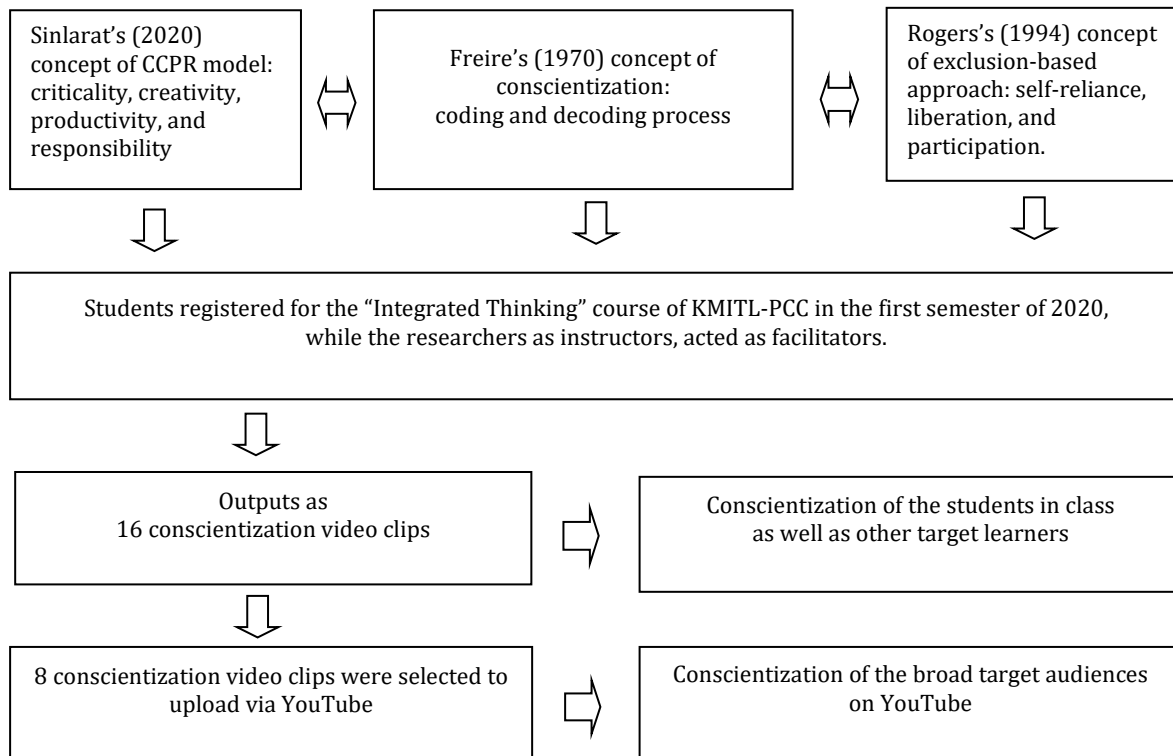 Sinlarat's (2020)
concept of CCPR model:
criticality, creativity,
productivity, and
responsibility
Freire's (1970) concept of
conscientization:
coding and decoding process
Rogers's (1994) concept
of exclusion-based
approach: self-reliance,
liberation, and
participation.
Students registered for the “Integrated Thinking” course of KMITL-PCC in the first semester of 2020,
while the researchers as instructors, acted as facilitators.
Outputs as
16 conscientization video clips
Conscientization of the students in class
as well as other target learners
8 conscientization video clips were selected to
upload via YouTube
Conscientization of the broad target audiences
on YouTube